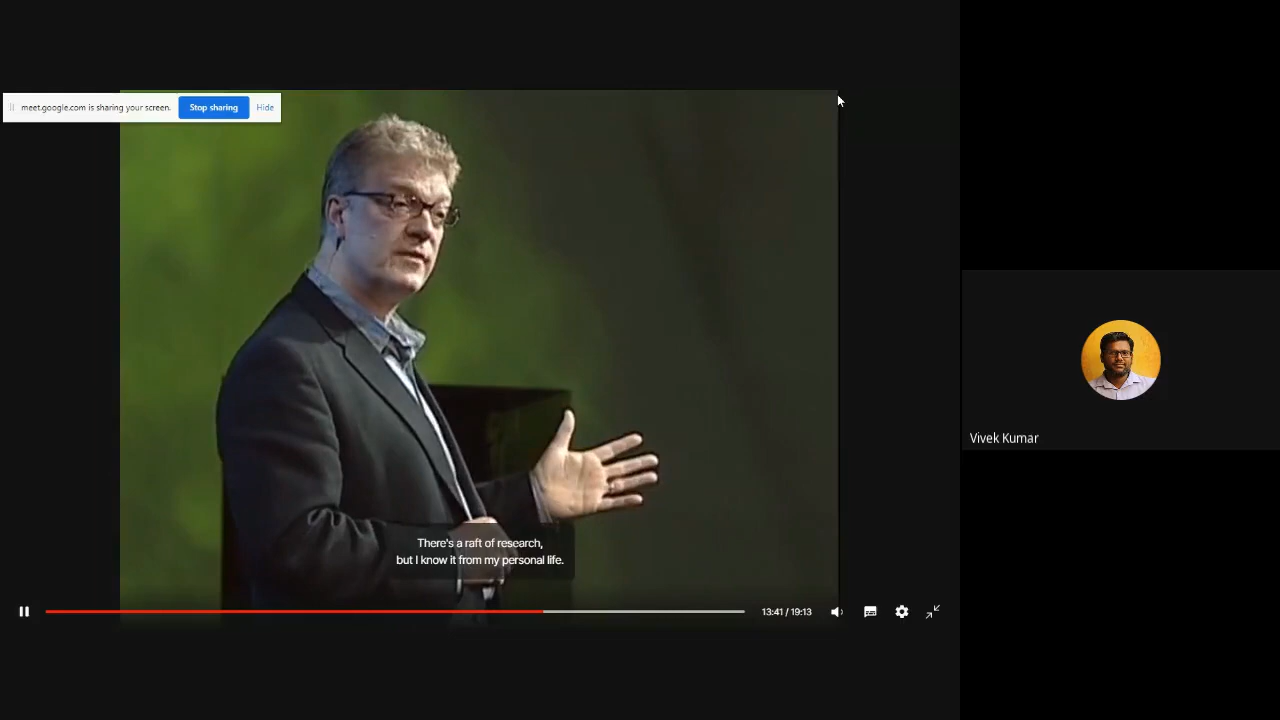 meet.google.com is sharing your screen. Stop sharing Hide
There's a raft of research,
but I know it from my personal life.
13:41 / 19:13
Vivek Kumar